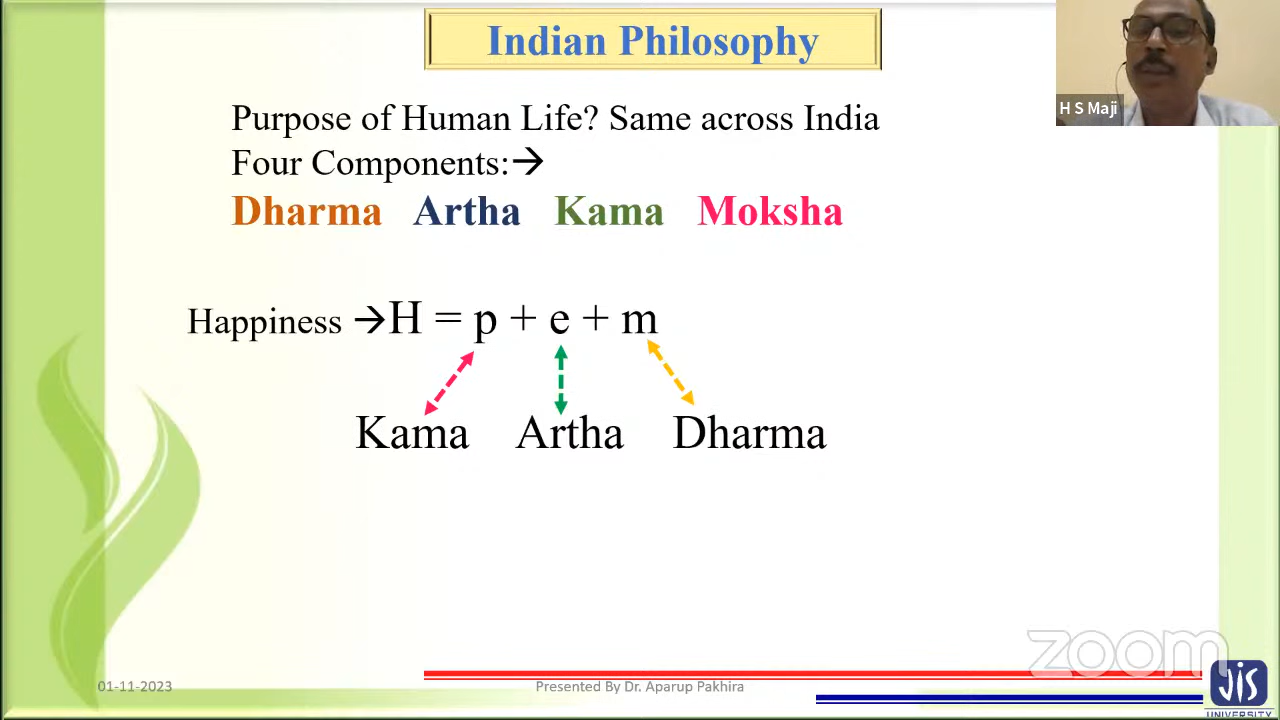 Indian Philosophy
H S Maji
Purpose of Human Life? Same across India
Four Components:→
Dharma Artha Kama Moksha
Happiness →H = p + e + m
Kama Artha Dharma
zoom
01-11-2023 Presented By Dr. Aparup Pakhira
JIS
UNIVERSITY